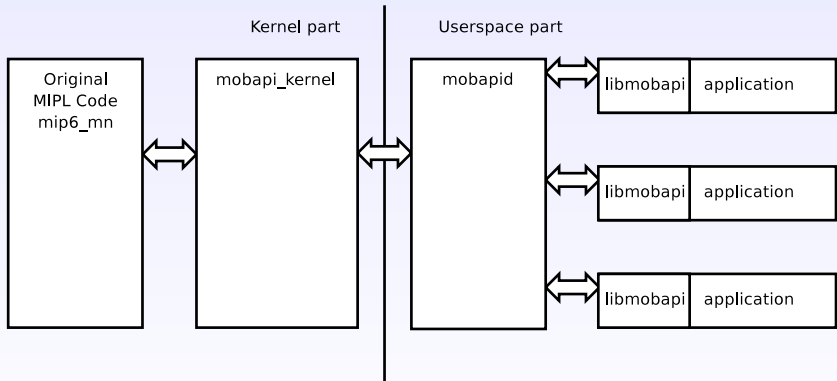 Kernel part
Userspace part
Original
MIPL Code
mip6_mn
mobapi_kernel
mobapid
libmobapi application
libmobapi application
libmobapi application